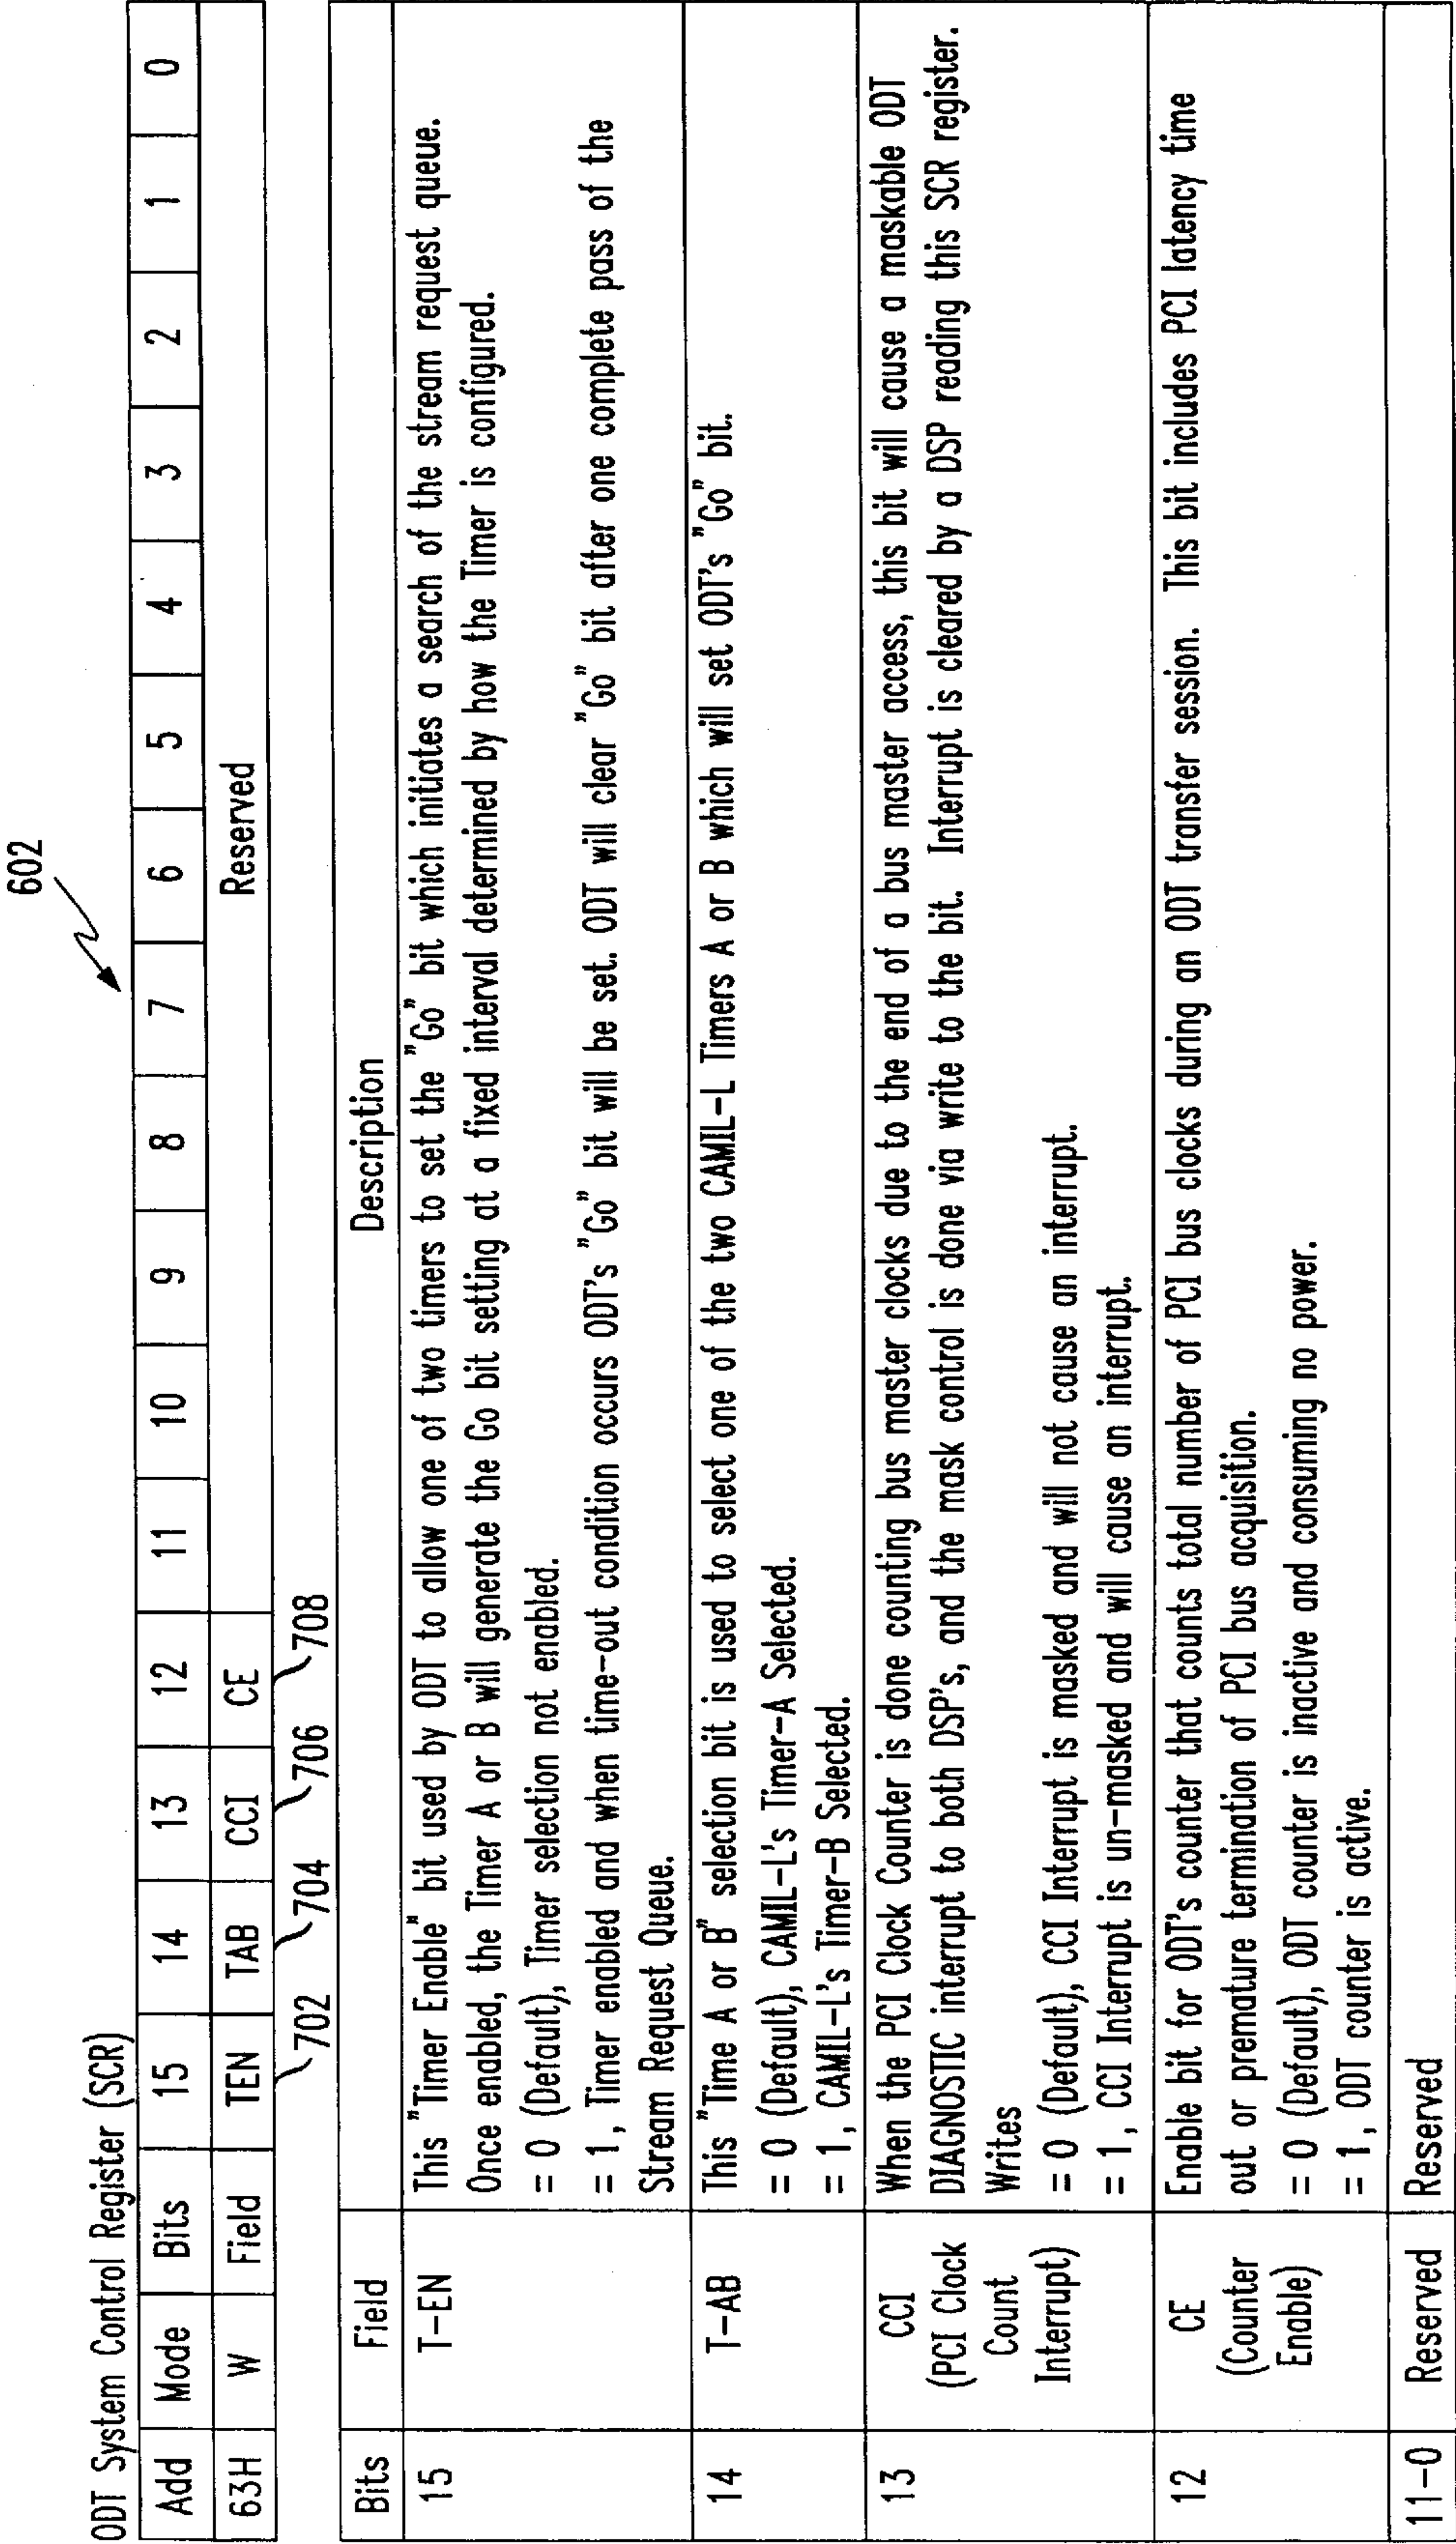 602
ODT System Control Register (SCR)
Add Mode Bits 15 14 13 12 11 10 9 8 7 6 5 4 3 2 1 0
63H W Field TEN TAB CCI CE Reserved
702 704 706 708
Bits Field Description
15 T-EN This "Timer Enable" bit used by ODT to allow one of two timers to set the "Go" bit which initiates a search of the stream request queue.
Once enabled, the Timer A or B will generate the Go bit setting at a fixed interval determined by how the Timer is configured.
= 0 (Default), Timer selection not enabled.
= 1, Timer enabled and when time-out condition occurs ODT's "Go" bit will be set. ODT will clear "Go" bit after one complete pass of the
Stream Request Queue.
14 T-AB This "Time A or B" selection bit is used to select one of the two CAMIL-L Timers A or B which will set ODT's "Go" bit.
= 0 (Default), CAMIL-L's Timer-A Selected.
= 1, CAMIL-L's Timer-B Selected.
13 CCI (PCI Clock Count Interrupt) When the PCI Clock Counter is done counting bus master clocks due to the end of a bus master access, this bit will cause a maskable ODT
DIAGNOSTIC interrupt to both DSP's, and the mask control is done via write to the bit. Interrupt is cleared by a DSP reading this SCR register.
Writes
= 0 (Default), CCI Interrupt is masked and will not cause an interrupt.
= 1, CCI Interrupt is un-masked and will cause an interrupt.
12 CE (Counter Enable) Enable bit for ODT's counter that counts total number of PCI bus clocks during an ODT transfer session. This bit includes PCI latency time
out or premature termination of PCI bus acquisition.
= 0 (Default), ODT counter is inactive and consuming no power.
= 1, ODT counter is active.
11-0 Reserved Reserved